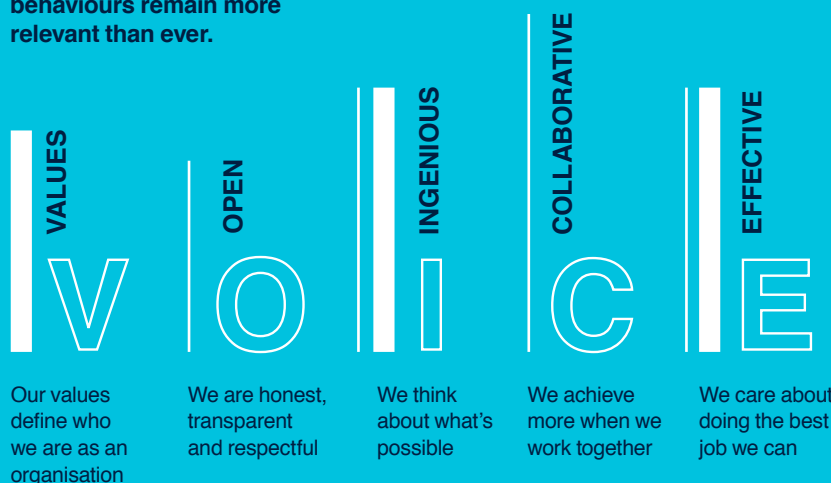 behaviours remain more
relevant than ever.
VALUES
V
Our values
define who
we are as an
organisation
OPEN
O
We are honest,
transparent
and respectful
INGENIOUS
I
We think
about what's
possible
COLLABORATIVE
C
We achieve
more when we
work together
EFFECTIVE
E
We care about
doing the best
job we can